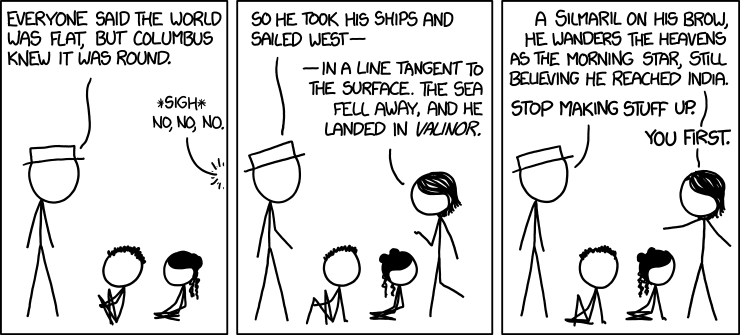 EVERYONE SAID THE WORLD
WAS FLAT, BUT COLUMBUS
KNEW IT WAS ROUND.
*SIGH*
NO, NO, NO.
SO HE TOOK HIS SHIPS AND
SAILED WEST—
—IN A LINE TANGENT TO
THE SURFACE. THE SEA
FELL AWAY, AND HE
LANDED IN VALINOR.
A SILMARIL ON HIS BROW,
HE WANDERS THE HEAVENS
AS THE MORNING STAR, STILL
BELIEVING HE REACHED INDIA.
STOP MAKING STUFF UP.
YOU FIRST.